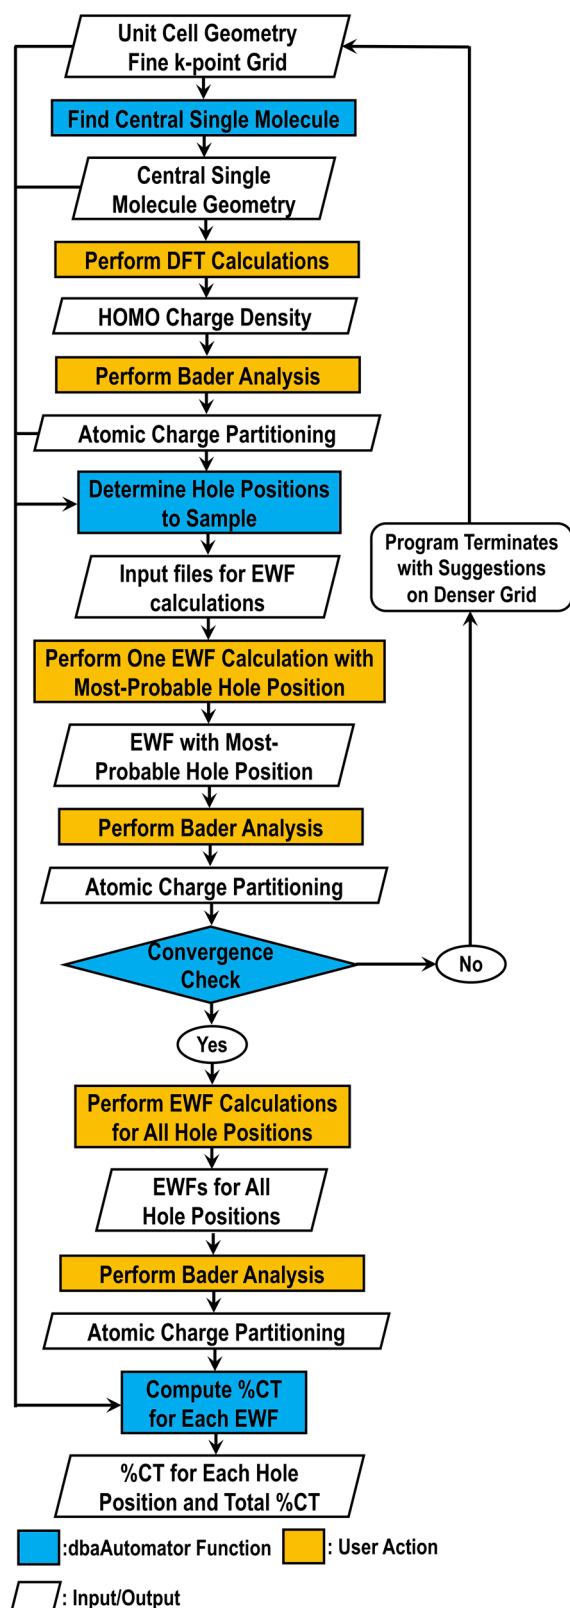 Unit Cell Geometry
Fine k-point Grid
Find Central Single Molecule
Central Single
Molecule Geometry
Perform DFT Calculations
HOMO Charge Density
Perform Bader Analysis
Atomic Charge Partitioning
Determine Hole Positions
to Sample
Input files for EWF
calculations
Perform One EWF Calculation with
Most-Probable Hole Position
EWF with Most-
Probable Hole Position
Perform Bader Analysis
Atomic Charge Partitioning
Convergence
Check
No
Program Terminates
with Suggestions
on Denser Grid
Yes
Perform EWF Calculations
for All Hole Positions
EWFs for All
Hole Positions
Perform Bader Analysis
Atomic Charge Partitioning
Compute %CT
for Each EWF
%CT for Each Hole
Position and Total %CT
:dbaAutomator Function
: User Action
: Input/Output